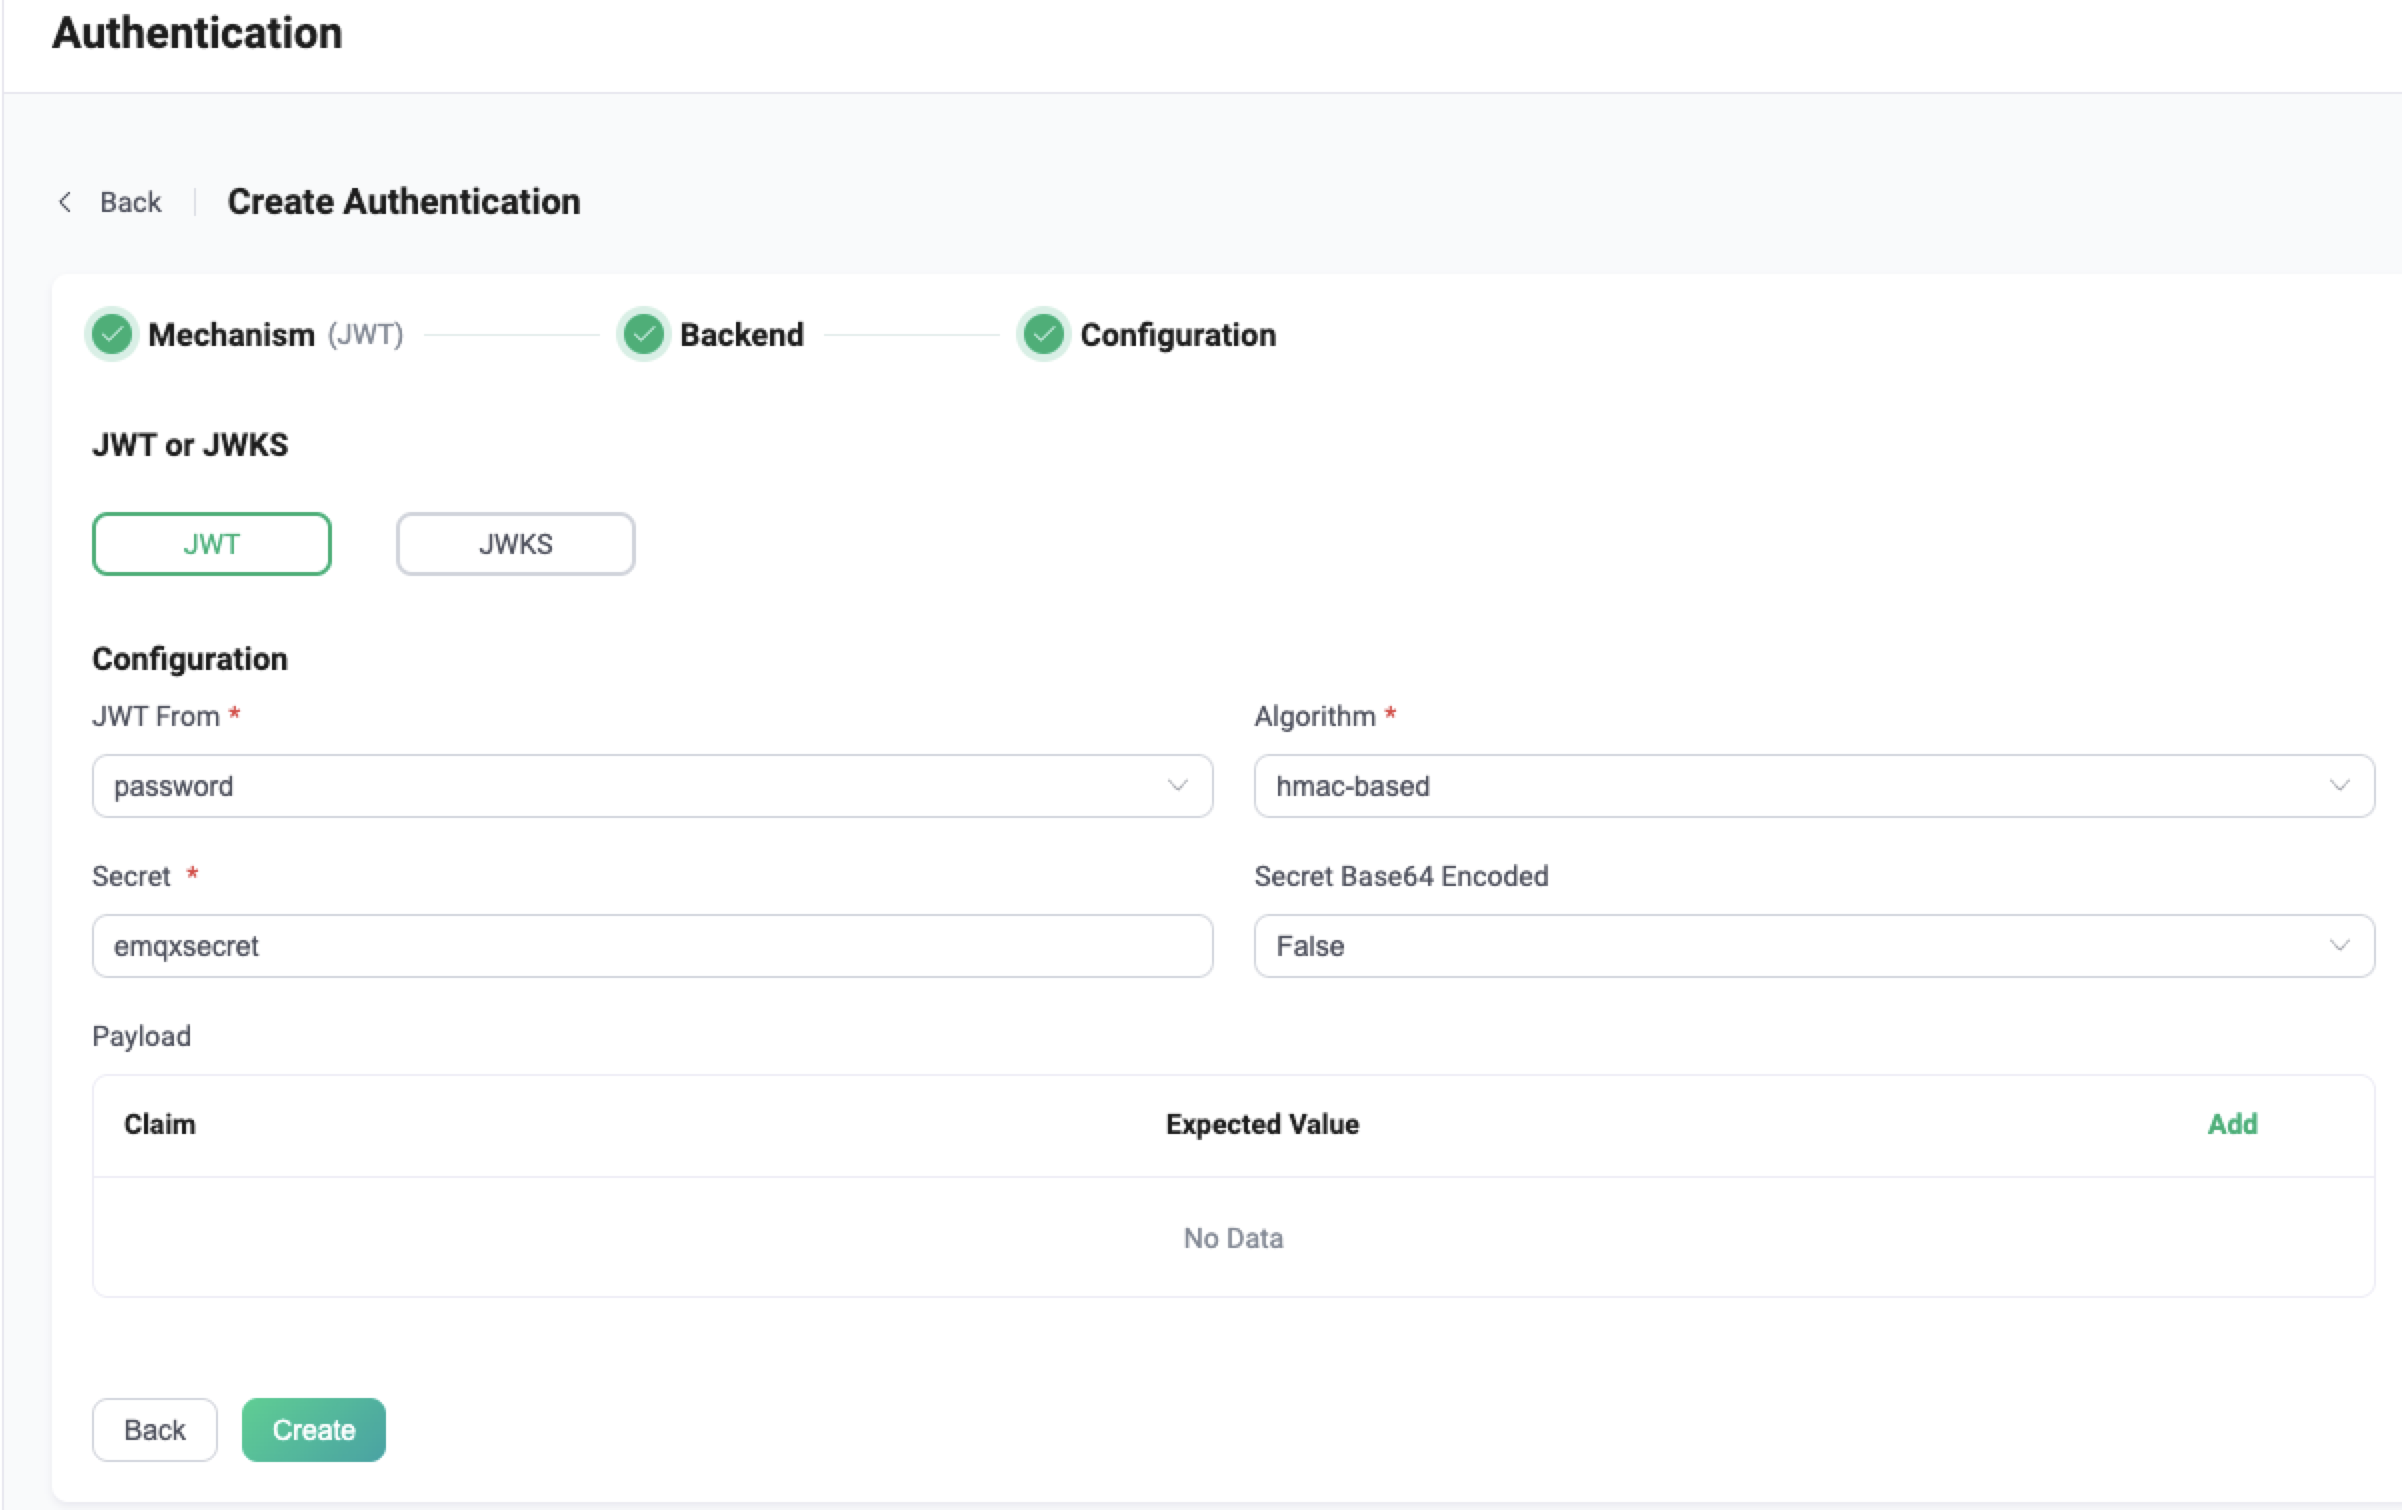 Authentication
Back Create Authentication
Mechanism (JWT) Backend Configuration
JWT or JWKS
JWT JWKS
Configuration
JWT From * Algorithm *
password hmac-based
Secret * Secret Base64 Encoded
emqxsecret False
Payload
Claim Expected Value Add
No Data
Back Create